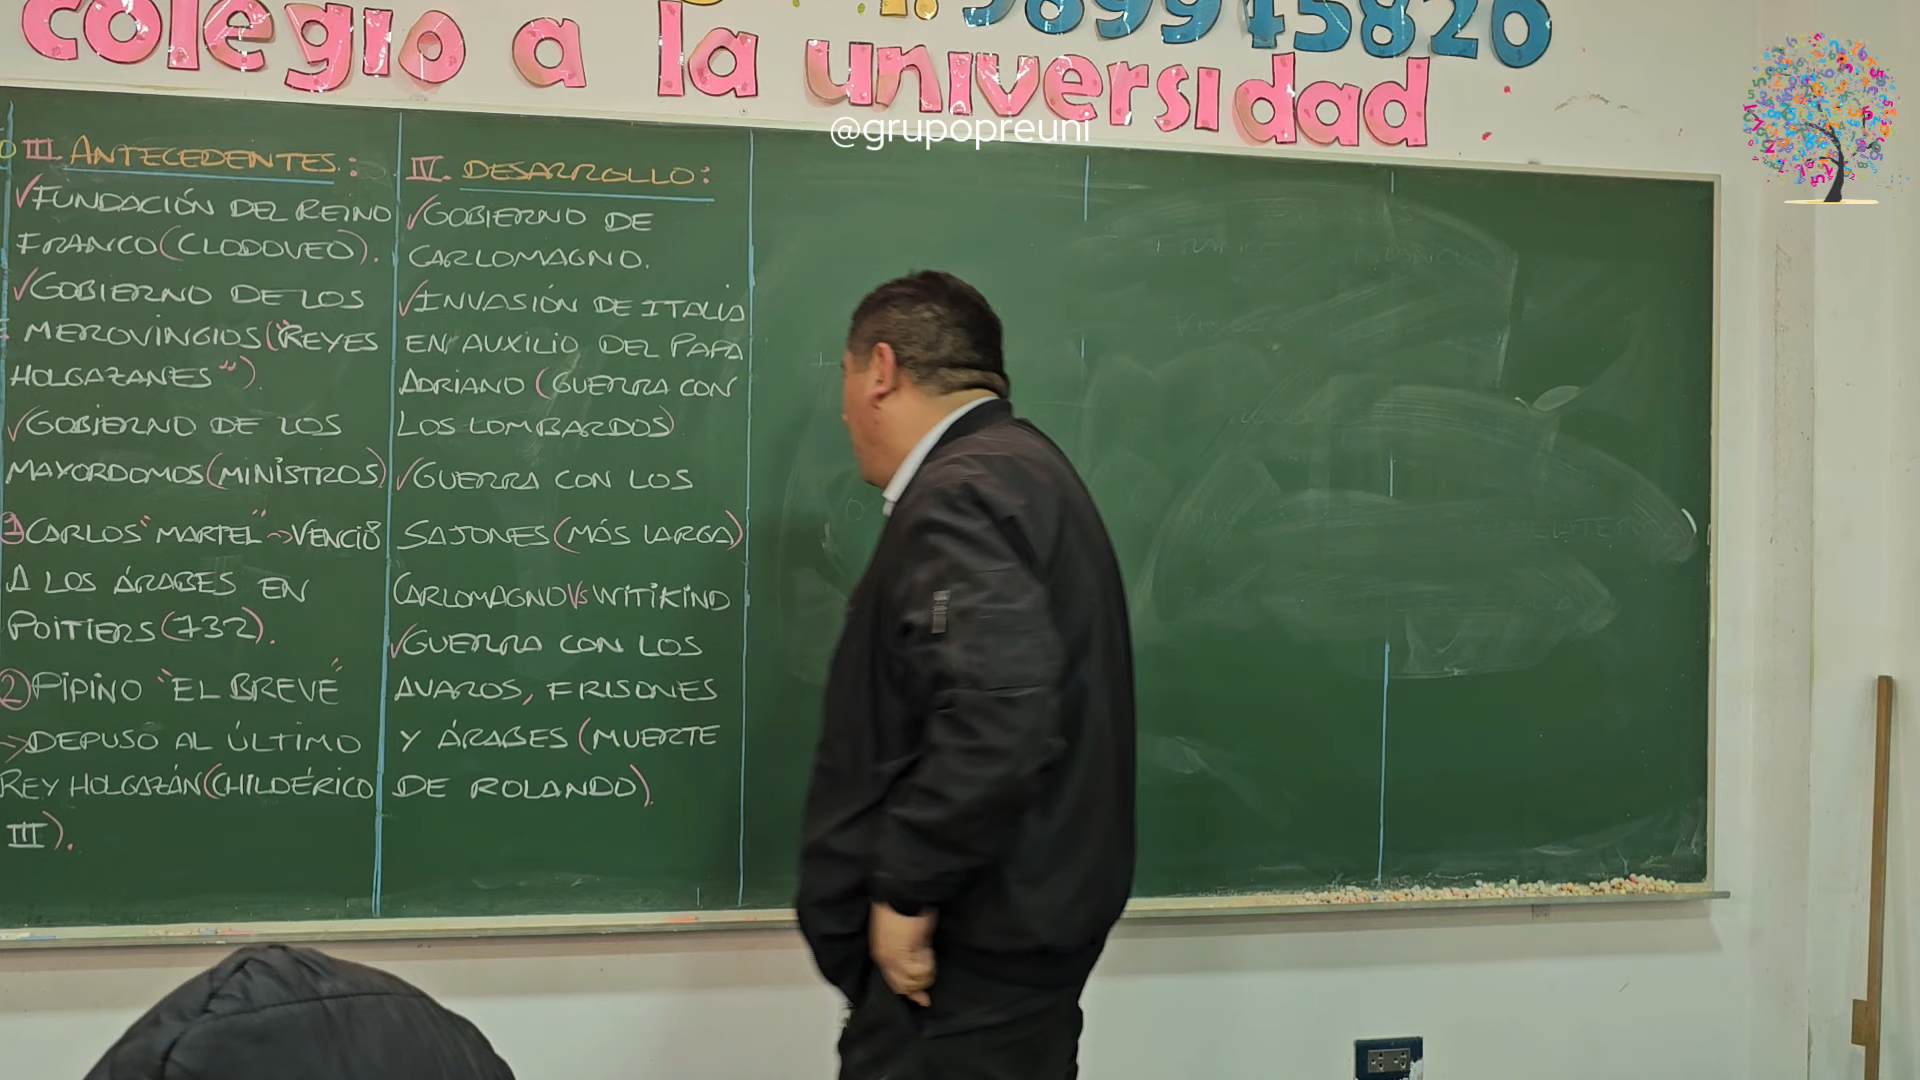 colegio a la universidad
989975820
@grupopreuni
III. ANTECEDENTES:
✓FUNDACIÓN DEL REINO
FRANCO (CLODOVEO).
✓GOBIERNO DE LOS
MEROVINGIOS ("REYES
HOLGAZANES").
✓GOBIERNO DE LOS
MAYORDOMOS (MINISTROS)
1 CARLOS "MARTEL" → VENCIÓ
A LOS ÁRABES EN
POITIERS (732).
2 PIPINO "EL BREVE"
→ DEPUSO AL ÚLTIMO
REY HOLGAZÁN (CHILDÉRICO
III).
IV. DESARROLLO:
✓GOBIERNO DE
CARLOMAGNO.
✓INVASIÓN DE ITALIA
EN AUXILIO DEL PAPA
ADRIANO (GUERRA CON
LOS LOMBARDOS)
✓GUERRA CON LOS
SAJONES (MÁS LARGA)
CARLOMAGNO VS WITIKIND
✓GUERRA CON LOS
AVAROS, FRISONES
Y ÁRABES (MUERTE
DE ROLANDO).